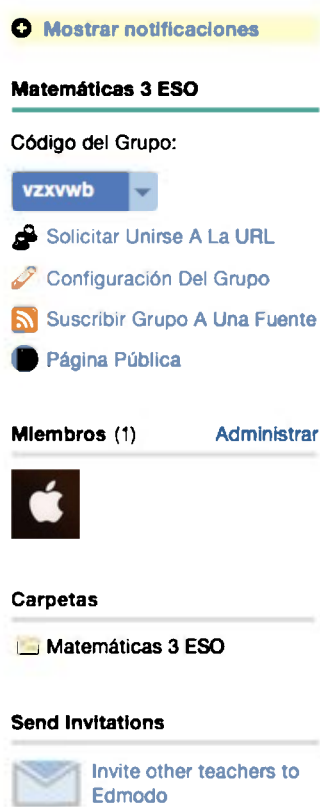 Mostrar notificaciones
Matemáticas 3 ESO
Código del Grupo:
vzxvwb
Solicitar Unirse A La URL
Configuración Del Grupo
Suscribir Grupo A Una Fuente
Página Pública
Miembros (1) Administrar
Carpetas
Matemáticas 3 ESO
Send Invitations
Invite other teachers to
Edmodo